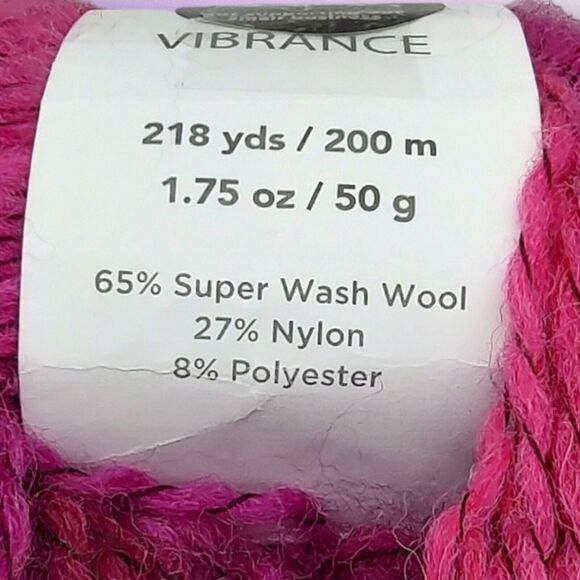 VIBRANCE
218 yds / 200 m
1.75 oz / 50 g
65% Super Wash Wool
27% Nylon
8% Polyester